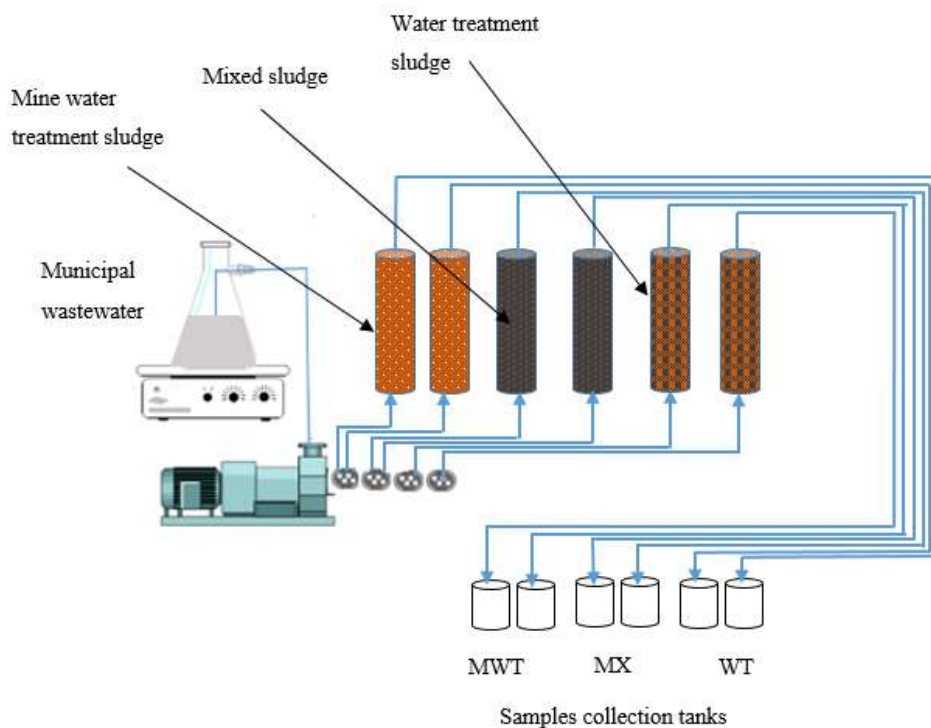 Water treatment
sludge
Mixed sludge
Mine water
treatment sludge
Municipal
wastewater
MWT
MX
WT
Samples collection tanks